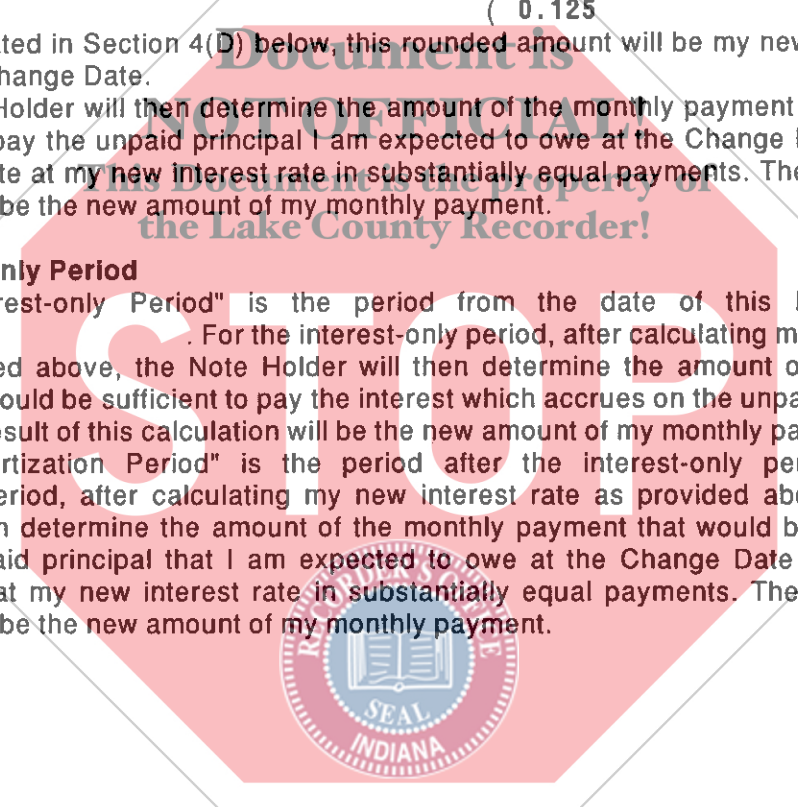 ( 0.125
ated in Section 4(D) below, this rounded amount will be my new
Change Date.
Holder will then determine the amount of the monthly payment
pay the unpaid principal I am expected to owe at the Change
te at my new interest rate in substantially equal payments. The
be the new amount of my monthly payment.
Document is
NOT OFFICIAL!
This Document is the property of
the Lake County Recorder!
STOP
nly Period
rest-only Period" is the period from the date of this
. For the interest-only period, after calculating m
ed above, the Note Holder will then determine the amount o
ould be sufficient to pay the interest which accrues on the unpa
esult of this calculation will be the new amount of my monthly pa
rtization Period" is the period after the interest-only per
eriod, after calculating my new interest rate as provided abo
n determine the amount of the monthly payment that would b
aid principal that I am expected to owe at the Change Date
at my new interest rate in substantially equal payments. The
be the new amount of my monthly payment.
RECORDER'S OFFICE
SEAL
INDIANA